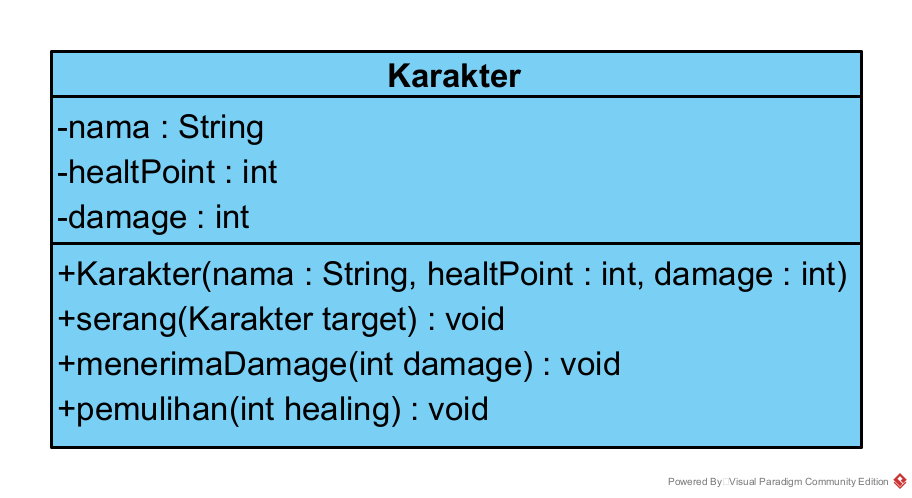 Karakter
-nama : String
-healtPoint : int
-damage : int
+Karakter(nama : String, healtPoint : int, damage : int)
+serang(Karakter target) : void
+menerimaDamage(int damage) : void
+pemulihan(int healing) : void
Powered By Visual Paradigm Community Edition